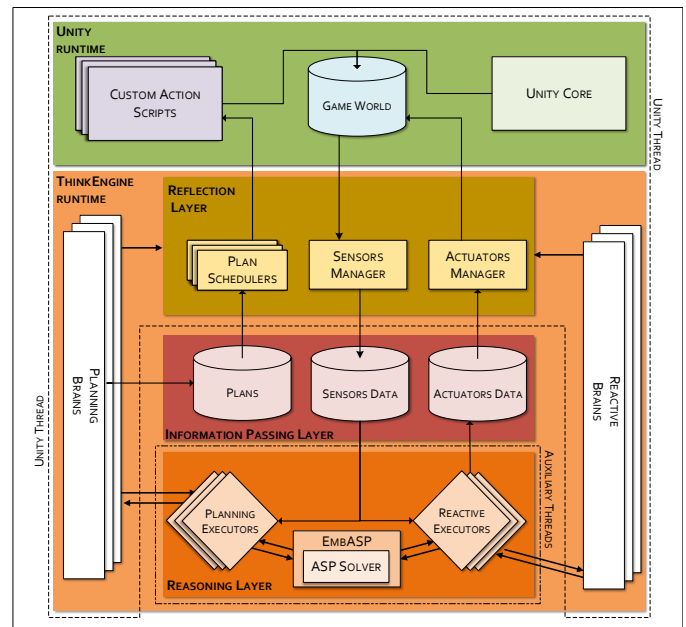 UNITY
RUNTIME
CUSTOM ACTION
SCRIPTS
GAME WORLD
UNITY CORE
UNITY THREAD
THINKENGINE
RUNTIME
REFLECTION
LAYER
PLAN
SCHEDULERS
SENSORS
MANAGER
ACTUATORS
MANAGER
PLANNING
BRAINS
REACTIVE
BRAINS
PLANS
SENSORS DATA
ACTUATORS DATA
INFORMATION PASSING LAYER
UNITY THREAD
AUXILIARY THREADS
PLANNING
EXECUTORS
REACTIVE
EXECUTORS
EMBASP
ASP SOLVER
REASONING LAYER